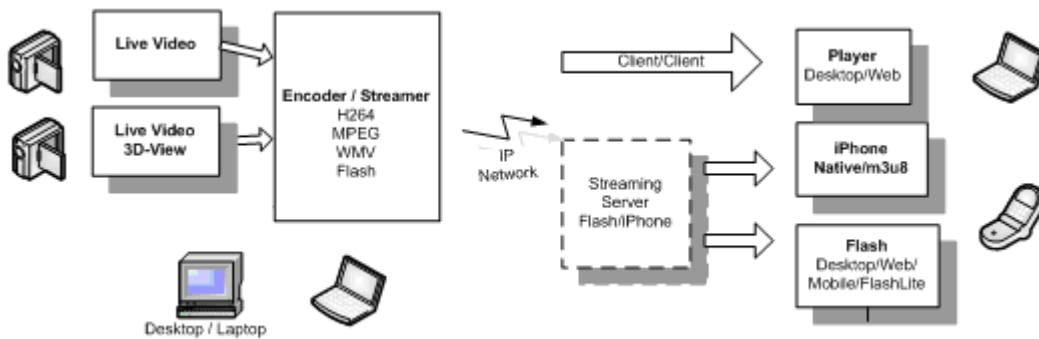 Live Video
Live Video
3D-View
Encoder / Streamer
H264
MPEG
WMV
Flash
Desktop / Laptop
IP
Network
Client/Client
Streaming
Server
Flash/iPhone
Player
Desktop/Web
iPhone
Native/m3u8
Flash
Desktop/Web/
Mobile/FlashLite